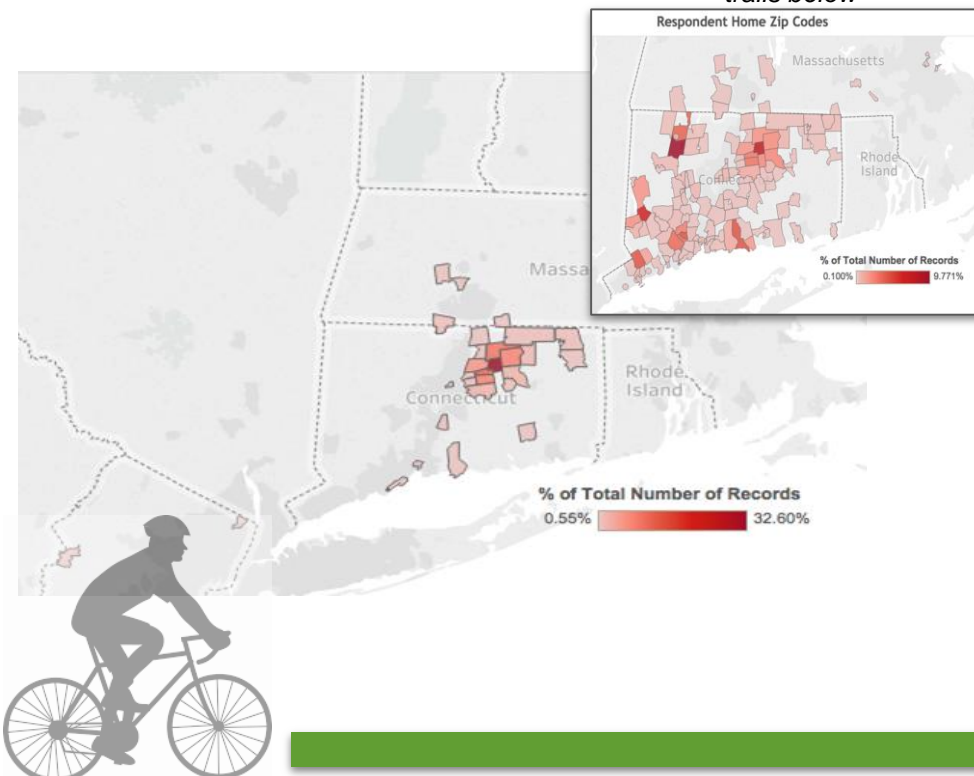 trails below
Respondent Home Zip Codes
Massachusetts
Rhode
Island
% of Total Number of Records
0.100% 9.771%
Massa
Rhode
Island
Connecticut
% of Total Number of Records
0.55% 32.60%